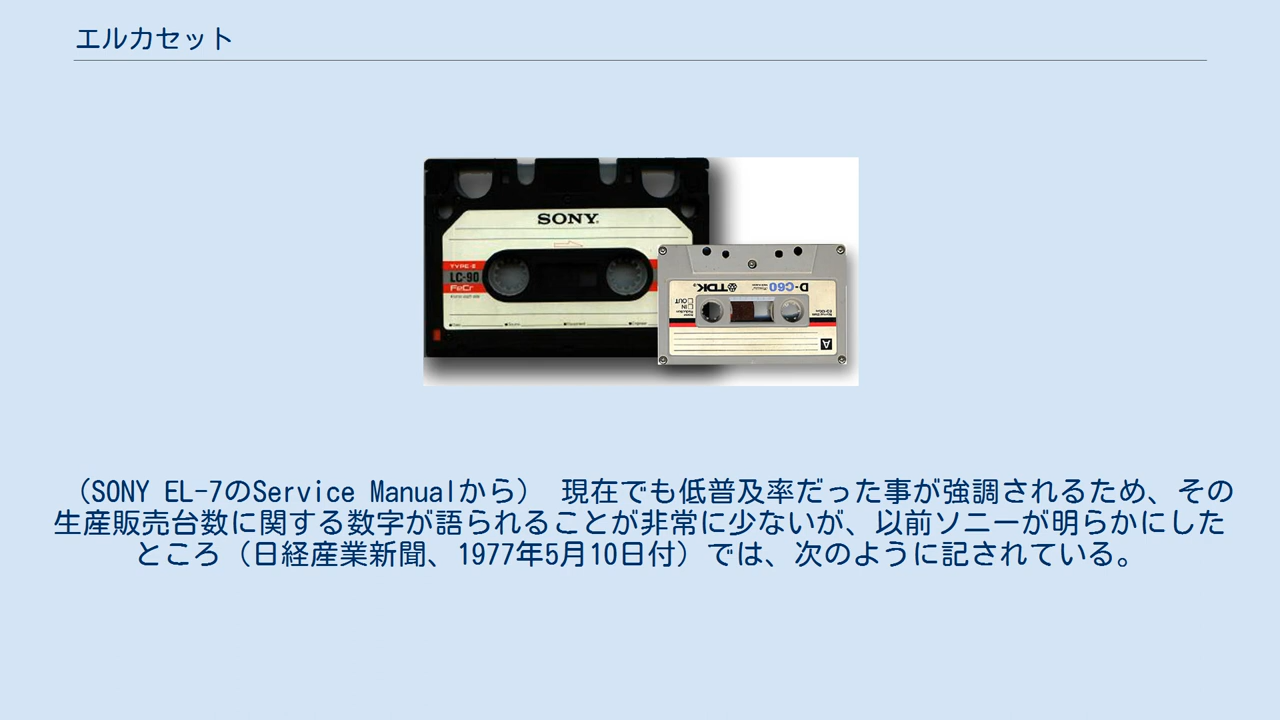 エルカセット
SONY
TYPE-Ⅲ
LC-90
FeCr
D-C60
TDK
OUT
IN
A
（SONY EL-7のService Manualから） 現在でも低普及率だった事が強調されるため、その
生産販売台数に関する数字が語られることが非常に少ないが、以前ソニーが明らかにした
ところ（日経産業新聞、1977年5月10日付）では、次のように記されている。